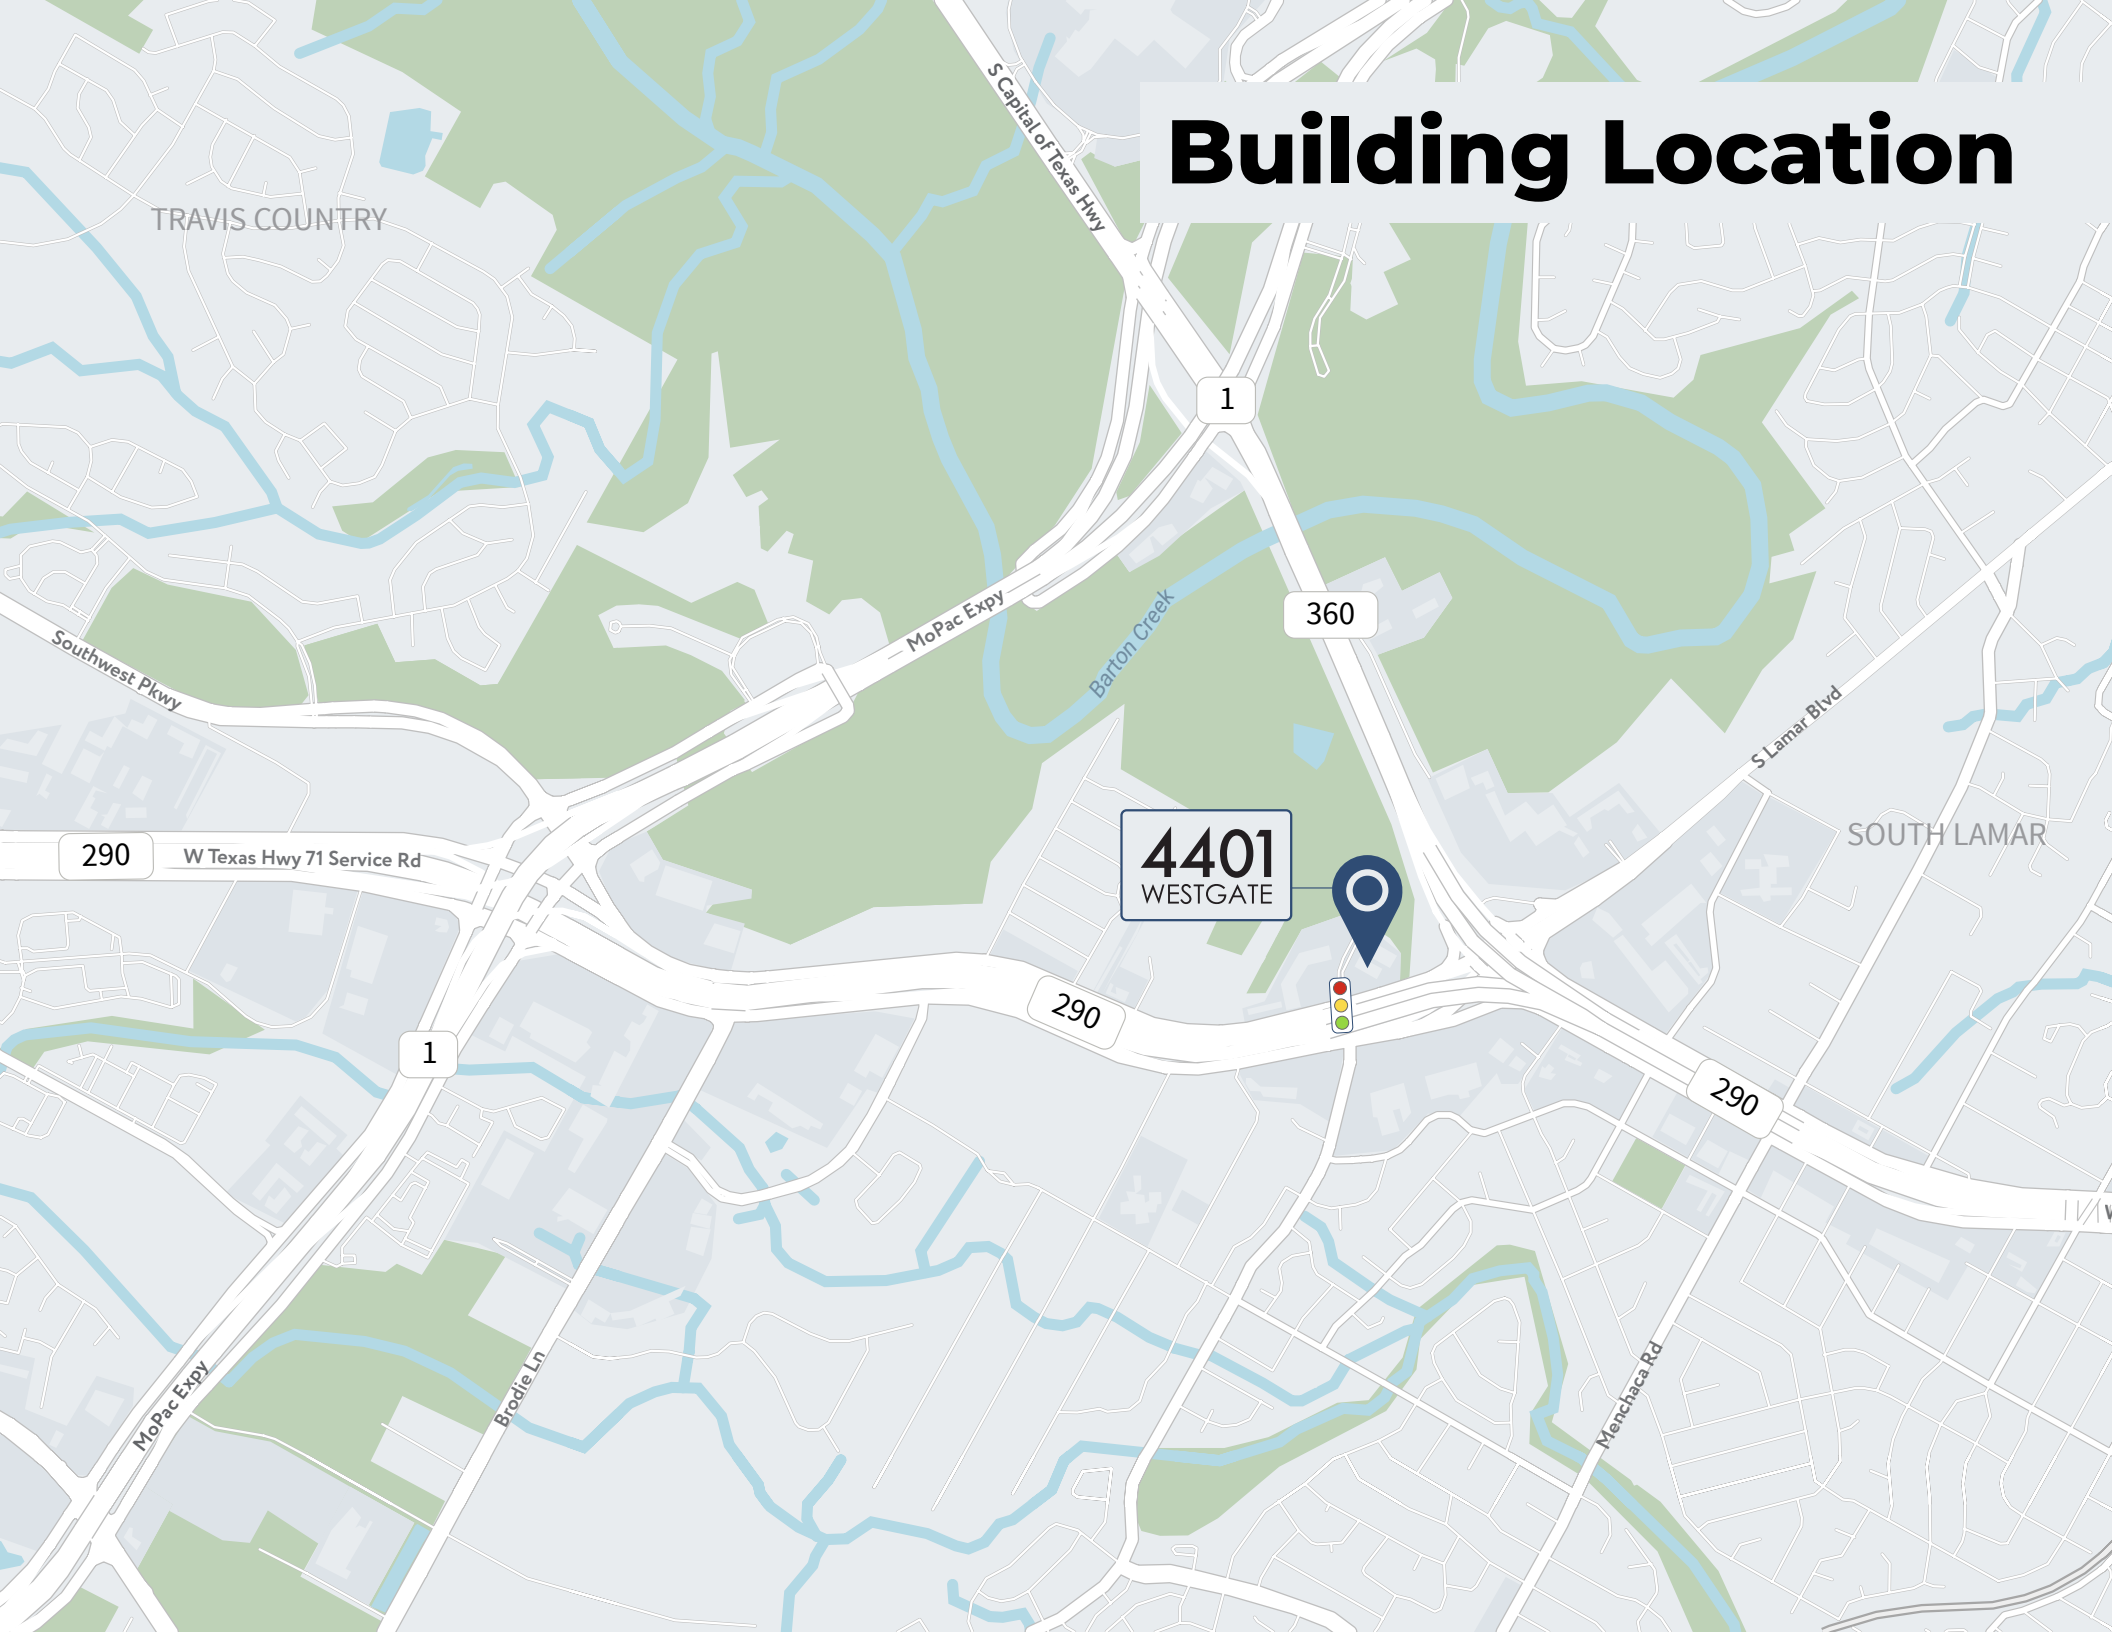 S Capital of Texas Hwy
Building Location
TRAVIS COUNTRY
1
MoPac Expy
360
Barton Creek
Southwest Pkwy
S Lamar Blvd
290
W Texas Hwy 71 Service Rd
4401
WESTGATE
SOUTH LAMAR
290
1
290
MoPac Expy
Brodie Ln
Menchaca Rd